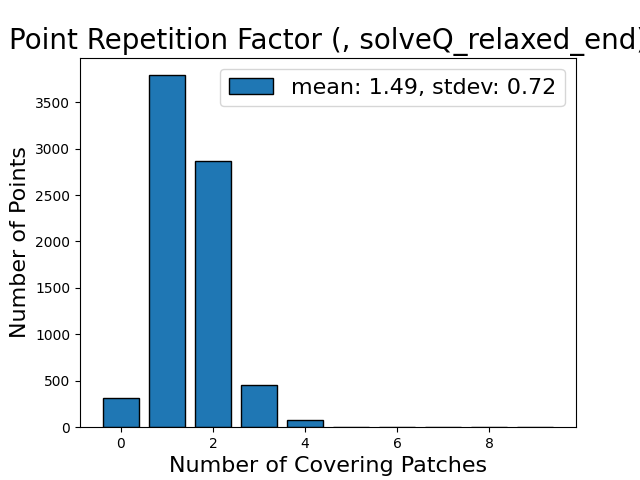 Point Repetition Factor (, solveQ_relaxed_end)
mean: 1.49, stdev: 0.72
Number of Points
3500
3000
2500
2000
1500
1000
500
0
0 2 4 6 8
Number of Covering Patches